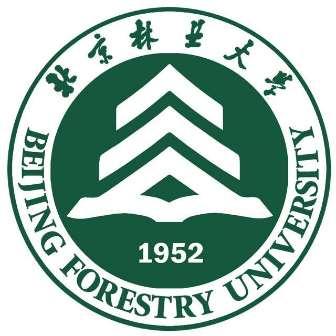 北京林业大学
1952
BEIJING FORESTRY UNIVERSITY